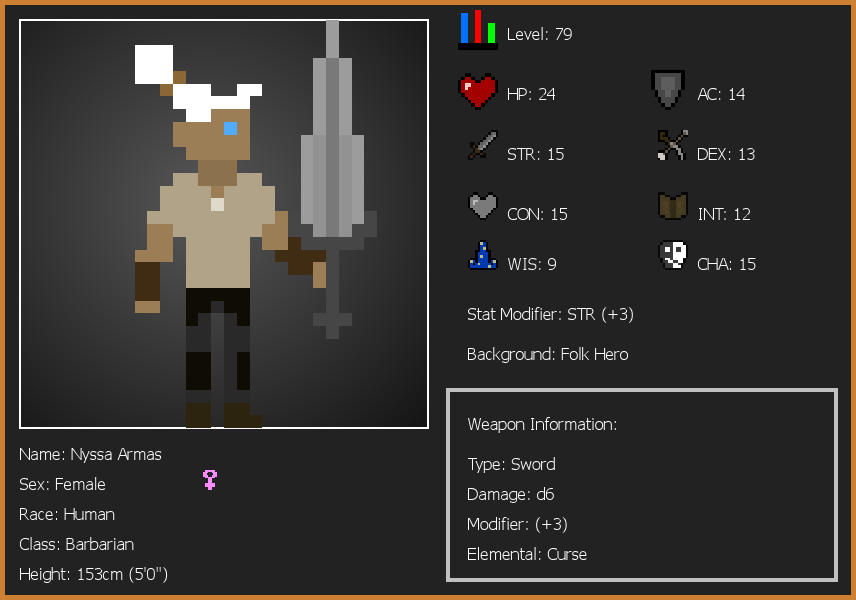 Level: 79
HP: 24
AC: 14
STR: 15
DEX: 13
CON: 15
INT: 12
WIS: 9
CHA: 15
Stat Modifier: STR (+3)
Background: Folk Hero
Weapon Information:
Type: Sword
Damage: d6
Modifier: (+3)
Elemental: Curse
Name: Nyssa Armas
Sex: Female
Race: Human
Class: Barbarian
Height: 153cm (5'0")